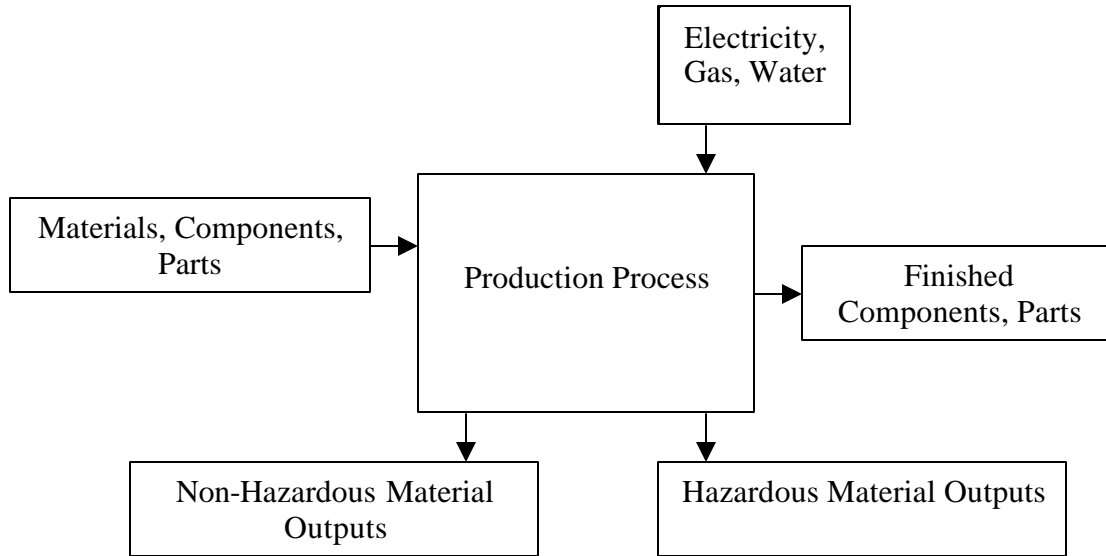 Electricity,
Gas, Water
Materials, Components,
Parts
Production Process
Finished
Components, Parts
Non-Hazardous Material
Outputs
Hazardous Material Outputs